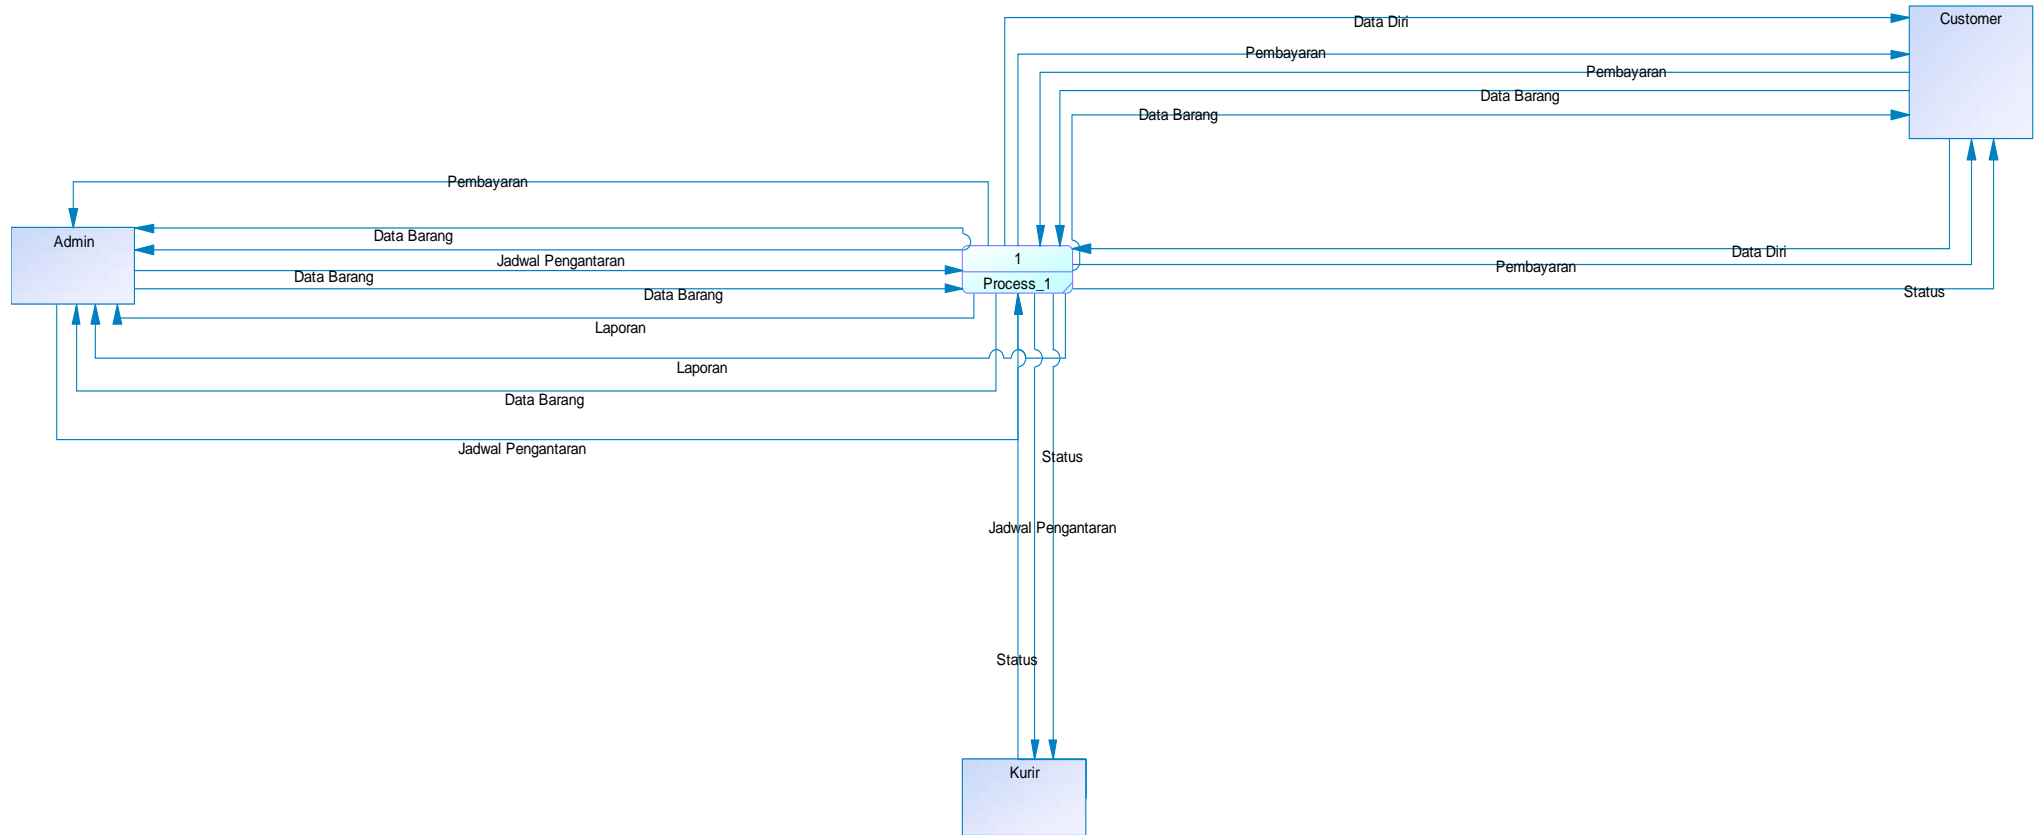 Customer
Data Diri
Pembayaran
Pembayaran
Data Barang
Data Barang
Pembayaran
Data Barang
Admin
Jadwal Pengantaran
Data Barang
Data Barang
1
Process_1
Data Diri
Pembayaran
Status
Laporan
Laporan
Data Barang
Jadwal Pengantaran
Status
Jadwal Pengantaran
Status
Kurir